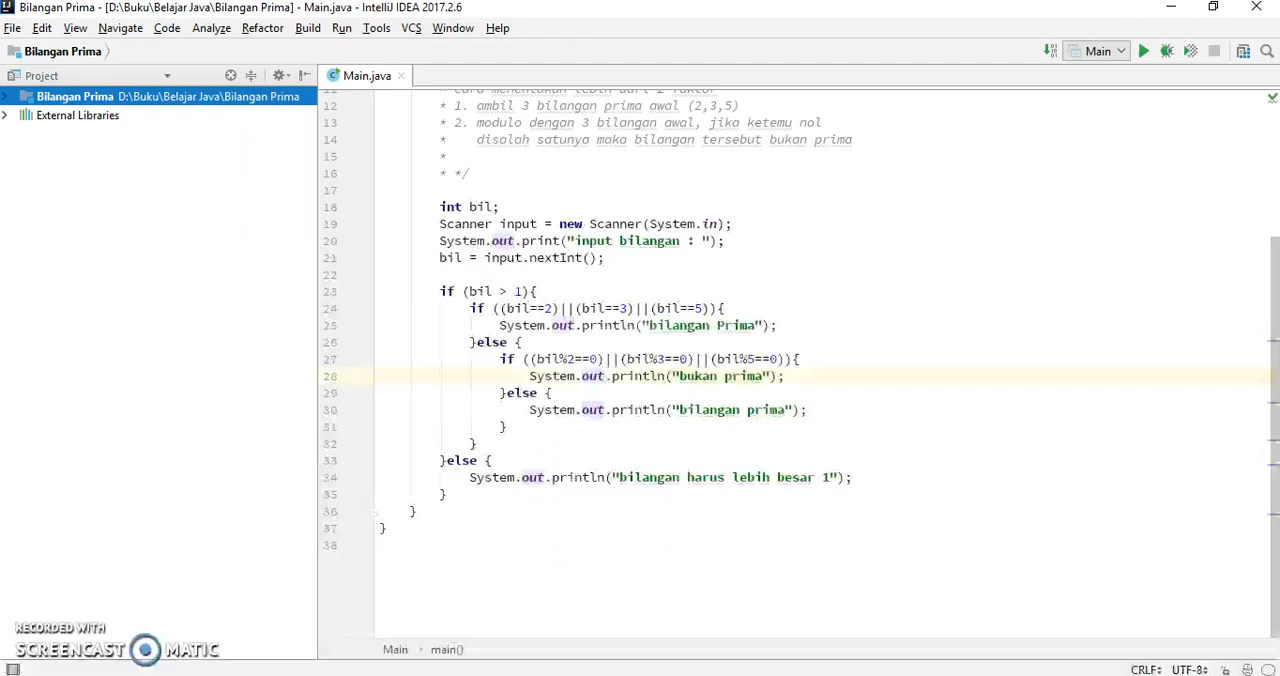 Bilangan Prima - [D:\Buku\Belajar Java\Bilangan Prima] - Main.java - IntelliJ IDEA 2017.2.6
File Edit View Navigate Code Analyze Refactor Build Run Tools VCS Window Help
Bilangan Prima
Main
Project
Main.java
Bilangan Prima D:\Buku\Belajar Java\Bilangan Prima
External Libraries
* Cara menentukan lebih dari 2 faktor
12 * 1. ambil 3 bilangan prima awal (2,3,5)
13 * 2. modulo dengan 3 bilangan awal, jika ketemu nol
14 * disalah satunya maka bilangan tersebut bukan prima
15 *
16 * */
17
18 int bil;
19 Scanner input = new Scanner(System.in);
20 System.out.print("input bilangan : ");
21 bil = input.nextInt();
22
23 if (bil > 1){
24 if ((bil==2)||(bil==3)||(bil==5)){
25 System.out.println("bilangan Prima");
26 }else {
27 if ((bil%2==0)||(bil%3==0)||(bil%5==0)){
28 System.out.println("bukan prima");
29 }else {
30 System.out.println("bilangan prima");
31 }
32 }
33 }else {
34 System.out.println("bilangan harus lebih besar 1");
35 }
36 }
37 }
38
RECORDED WITH
SCREENCAST MATIC
Main main()
CRLF UTF-8